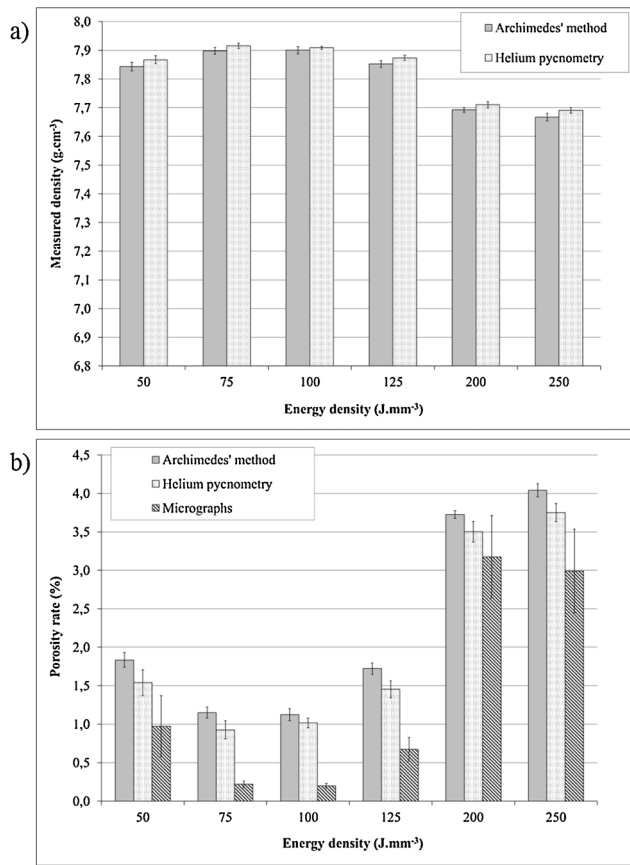 a)
8,0
7,9
7,8
7,7
7,6
7,5
7,4
7,3
7,2
7,1
7,0
6,9
6,8
Measured density (g.cm⁻³)
Archimedes' method
Helium pycnometry
50 75 100 125 200 250
Energy density (J.mm⁻³)
b)
4,5
4,0
3,5
3,0
2,5
2,0
1,5
1,0
0,5
0,0
Porosity rate (%)
Archimedes' method
Helium pycnometry
Micrographs
50 75 100 125 200 250
Energy density (J.mm⁻³)